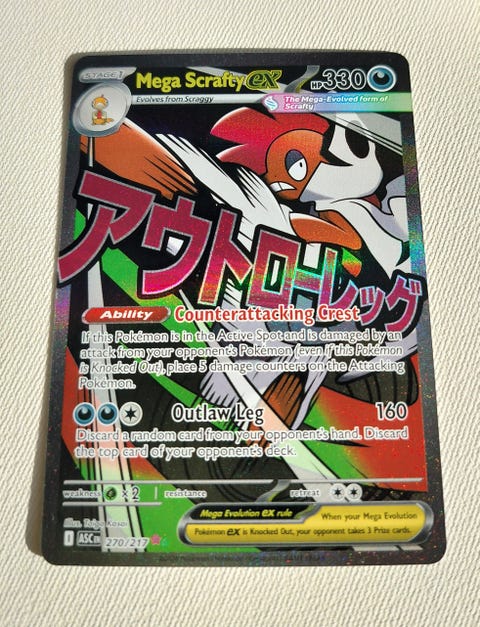 STAGE 1
Mega Scrafty ex HP 330
Evolves from Scraggy
The Mega-Evolved form of
Scrafty
アウトローレッグ
Ability Counterattacking Crest
If this Pokémon is in the Active Spot and is damaged by an
attack from your opponent's Pokémon (even if this Pokémon
is Knocked Out), place 5 damage counters on the Attacking
Pokémon.
Outlaw Leg 160
Discard a random card from your opponent's hand. Discard
the top card of your opponent's deck.
weakness ×2 resistance retreat
Illus. Taiga Kasai
Mega Evolution ex rule
When your Mega Evolution
Pokémon ex is Knocked Out, your opponent takes 3 Prize cards.
I ASC EN 270/217